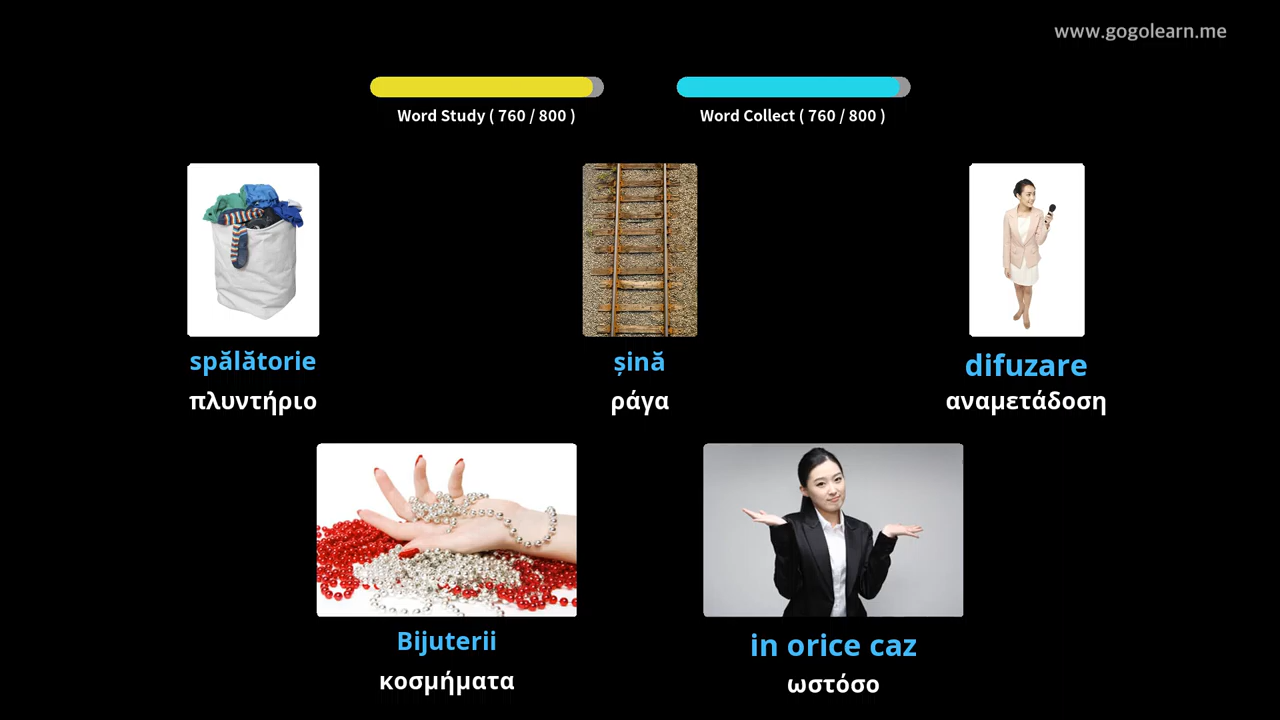 www.gogolearn.me
Word Study ( 760 / 800 )
Word Collect ( 760 / 800 )
spălătorie
șină
difuzare
πλυντήριο
ράγα
αναμετάδοση
Bijuterii
in orice caz
κοσμήματα
ωστόσο